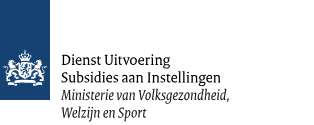 Dienst Uitvoering
Subsidies aan Instellingen
Ministerie van Volksgezondheid,
Welzijn en Sport